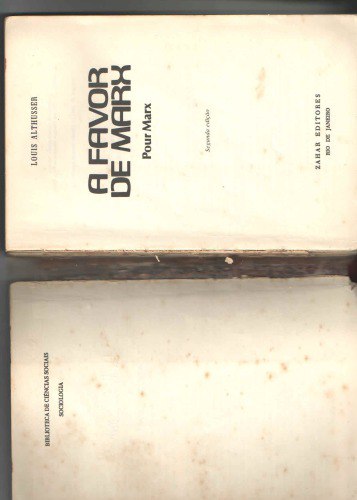 BIBLIOTECA DE CIÊNCIAS SOCIAIS
SOCIOLOGIA
LOUIS ALTHUSSER
A FAVOR
DE MARX
Pour Marx
Segunda edição
ZAHAR EDITORES
RIO DE JANEIRO